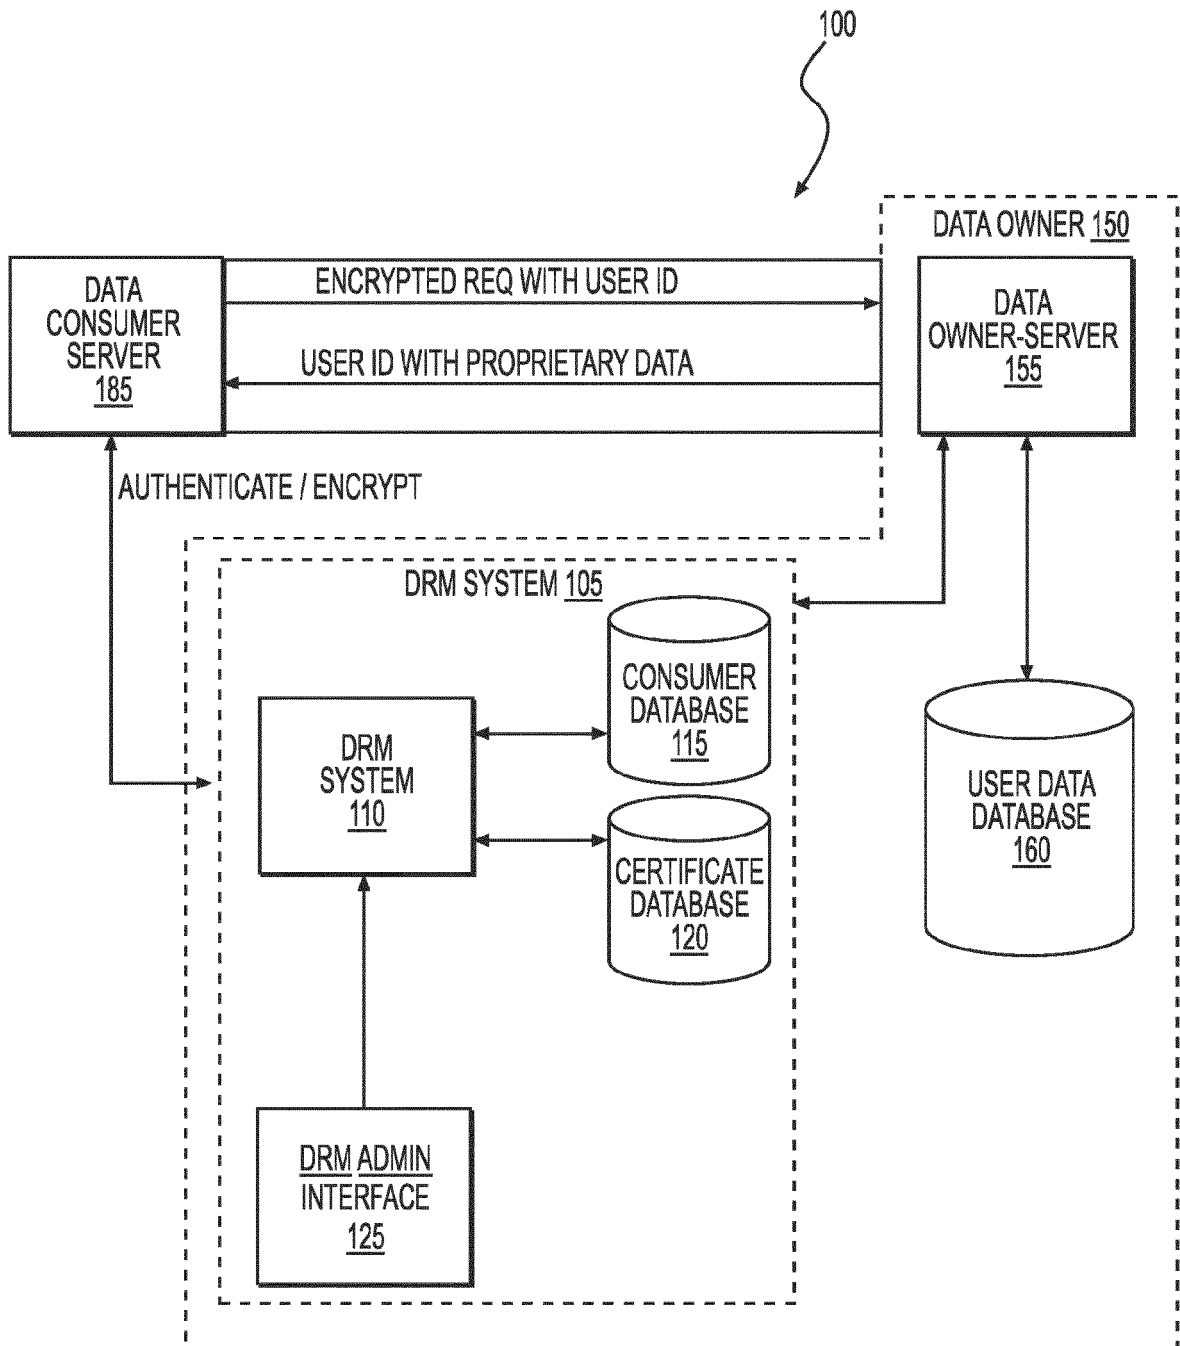 100
DATA OWNER 150
DATA
CONSUMER
SERVER
185
ENCRYPTED REQ WITH USER ID
USER ID WITH PROPRIETARY DATA
DATA
OWNER-SERVER
155
AUTHENTICATE / ENCRYPT
DRM SYSTEM 105
DRM
SYSTEM
110
CONSUMER
DATABASE
115
CERTIFICATE
DATABASE
120
USER DATA
DATABASE
160
DRM ADMIN
INTERFACE
125